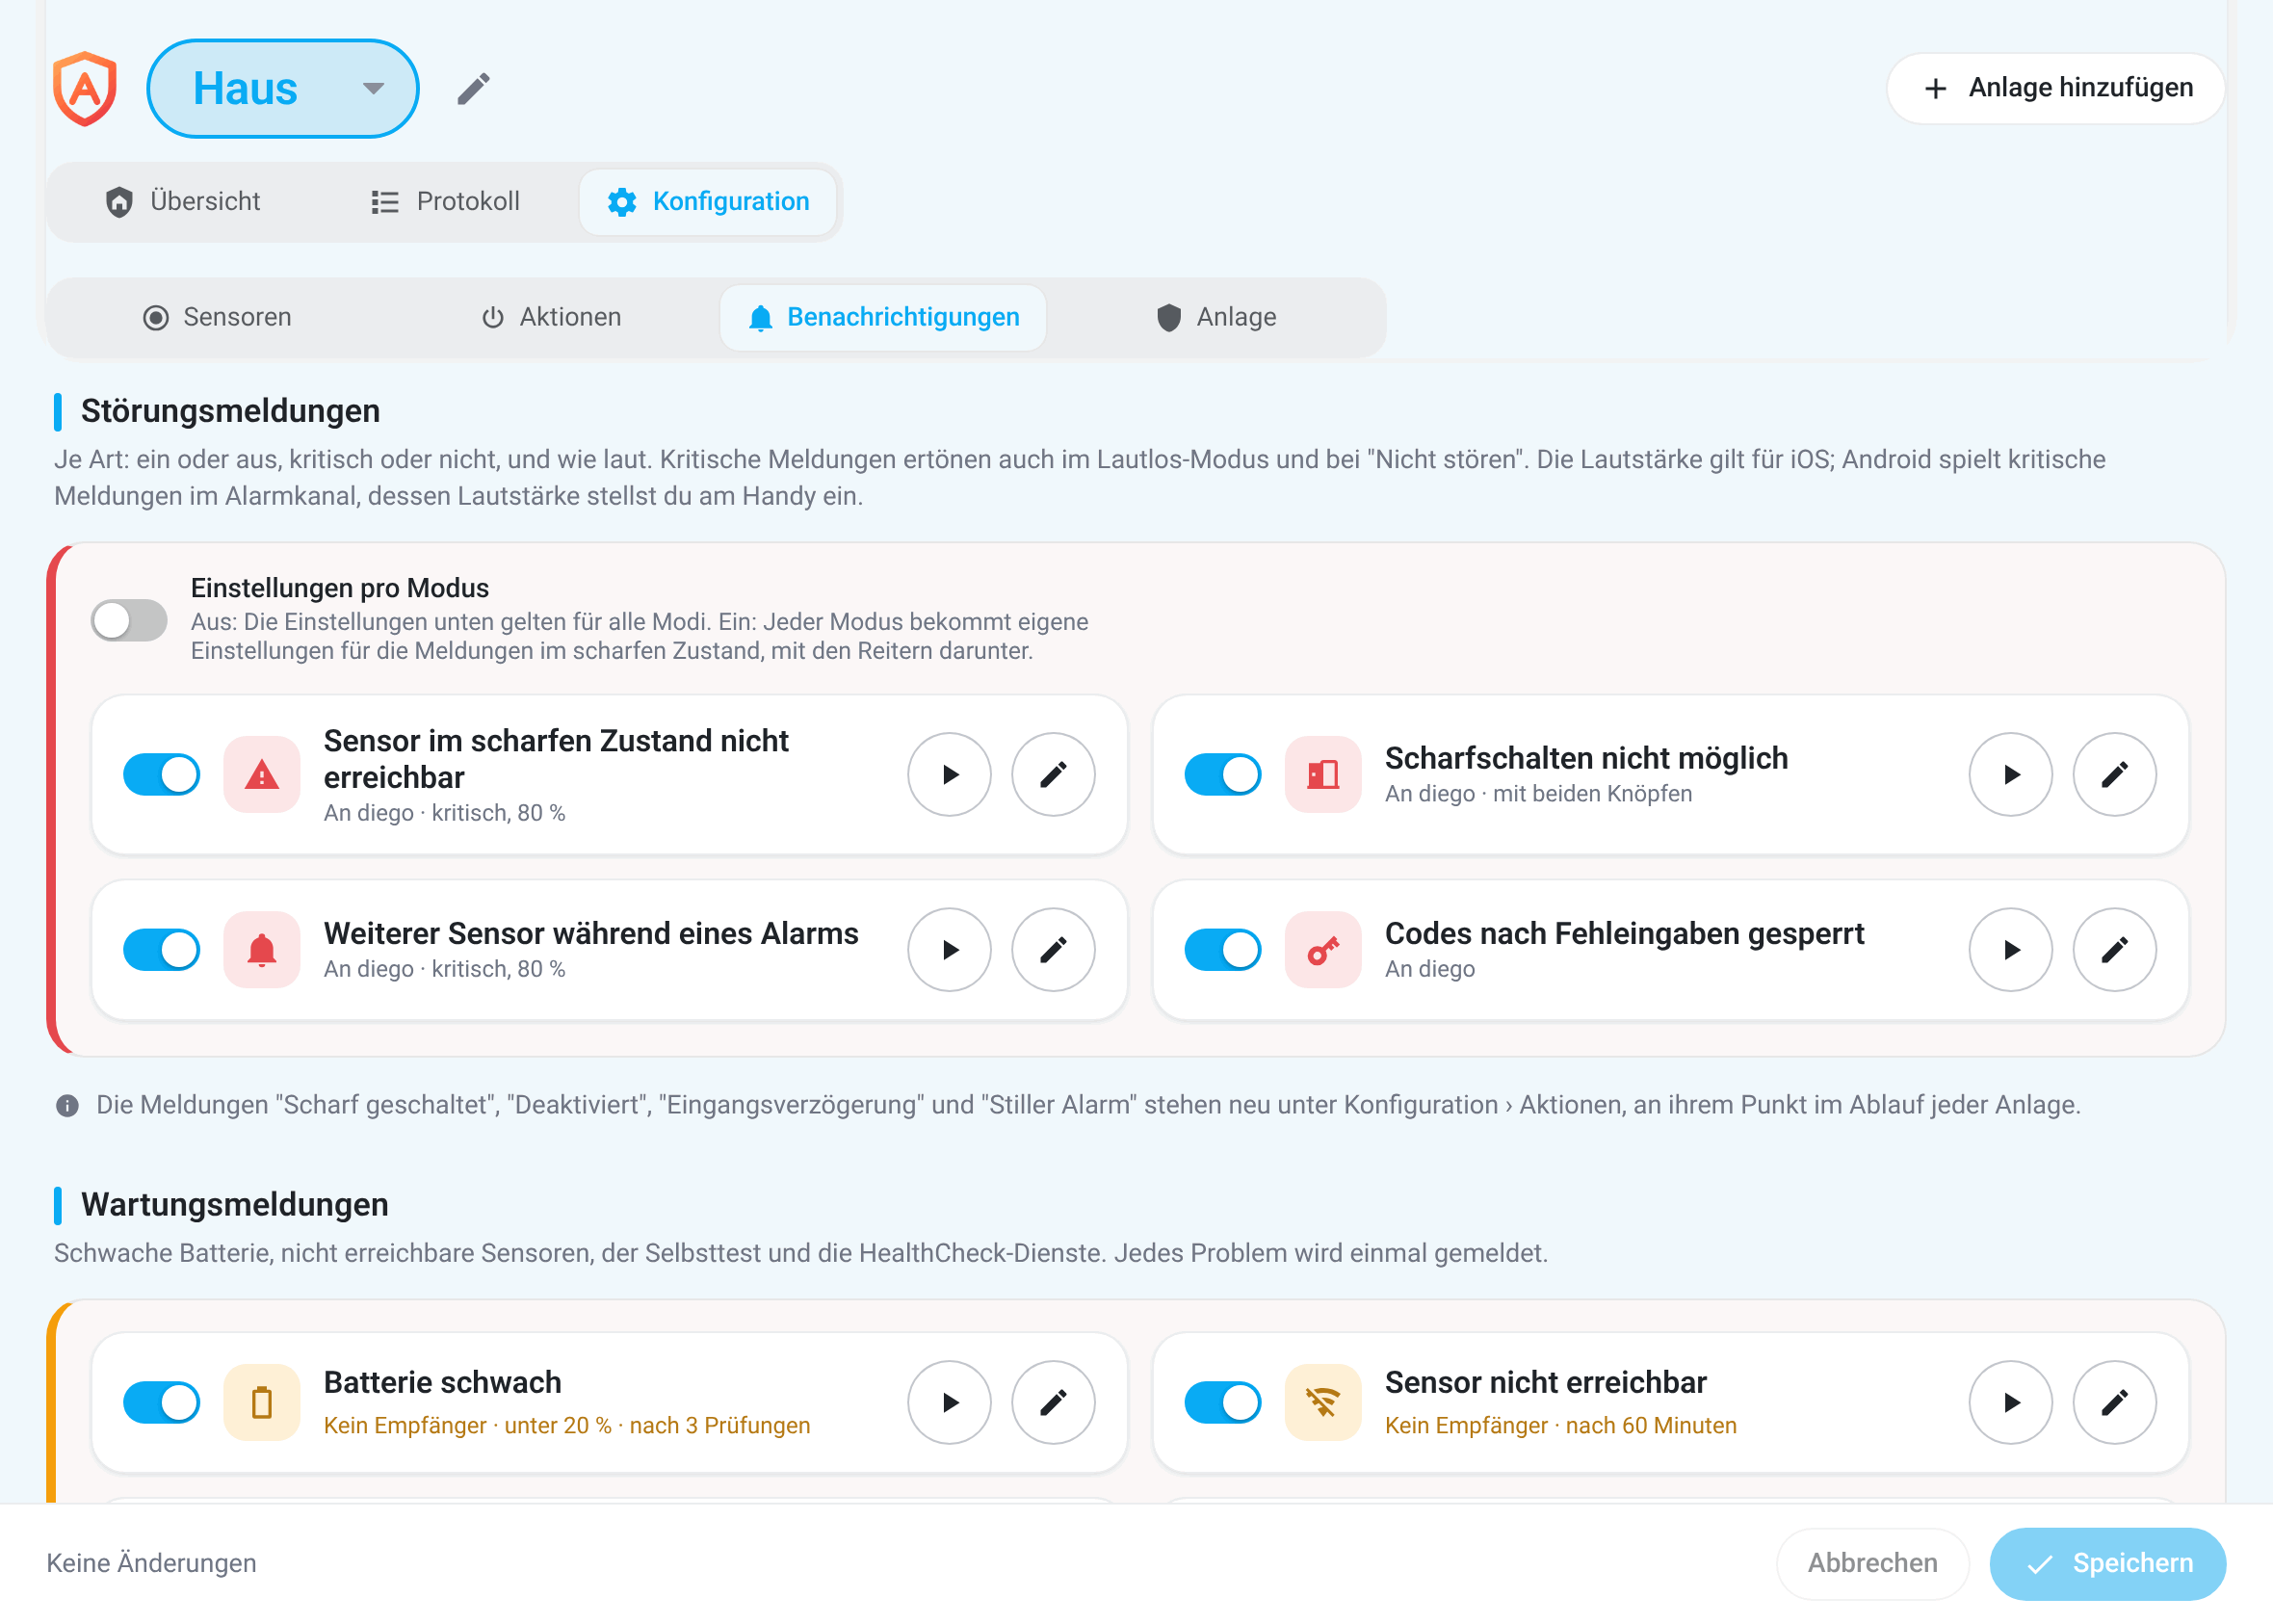 Haus
Anlage hinzufügen
Übersicht
Protokoll
Konfiguration
Sensoren
Aktionen
Benachrichtigungen
Anlage
Störungsmeldungen
Je Art: ein oder aus, kritisch oder nicht, und wie laut. Kritische Meldungen ertönen auch im Lautlos-Modus und bei "Nicht stören". Die Lautstärke gilt für iOS; Android spielt kritische
Meldungen im Alarmkanal, dessen Lautstärke stellst du am Handy ein.
Einstellungen pro Modus
Aus: Die Einstellungen unten gelten für alle Modi. Ein: Jeder Modus bekommt eigene
Einstellungen für die Meldungen im scharfen Zustand, mit den Reitern darunter.
Sensor im scharfen Zustand nicht
erreichbar
An diego · kritisch, 80 %
Scharfschalten nicht möglich
An diego · mit beiden Knöpfen
Weiterer Sensor während eines Alarms
An diego · kritisch, 80 %
Codes nach Fehleingaben gesperrt
An diego
Die Meldungen "Scharf geschaltet", "Deaktiviert", "Eingangsverzögerung" und "Stiller Alarm" stehen neu unter Konfiguration › Aktionen, an ihrem Punkt im Ablauf jeder Anlage.
Wartungsmeldungen
Schwache Batterie, nicht erreichbare Sensoren, der Selbsttest und die HealthCheck-Dienste. Jedes Problem wird einmal gemeldet.
Batterie schwach
Kein Empfänger · unter 20 % · nach 3 Prüfungen
Sensor nicht erreichbar
Kein Empfänger · nach 60 Minuten
Keine Änderungen
Abbrechen
Speichern